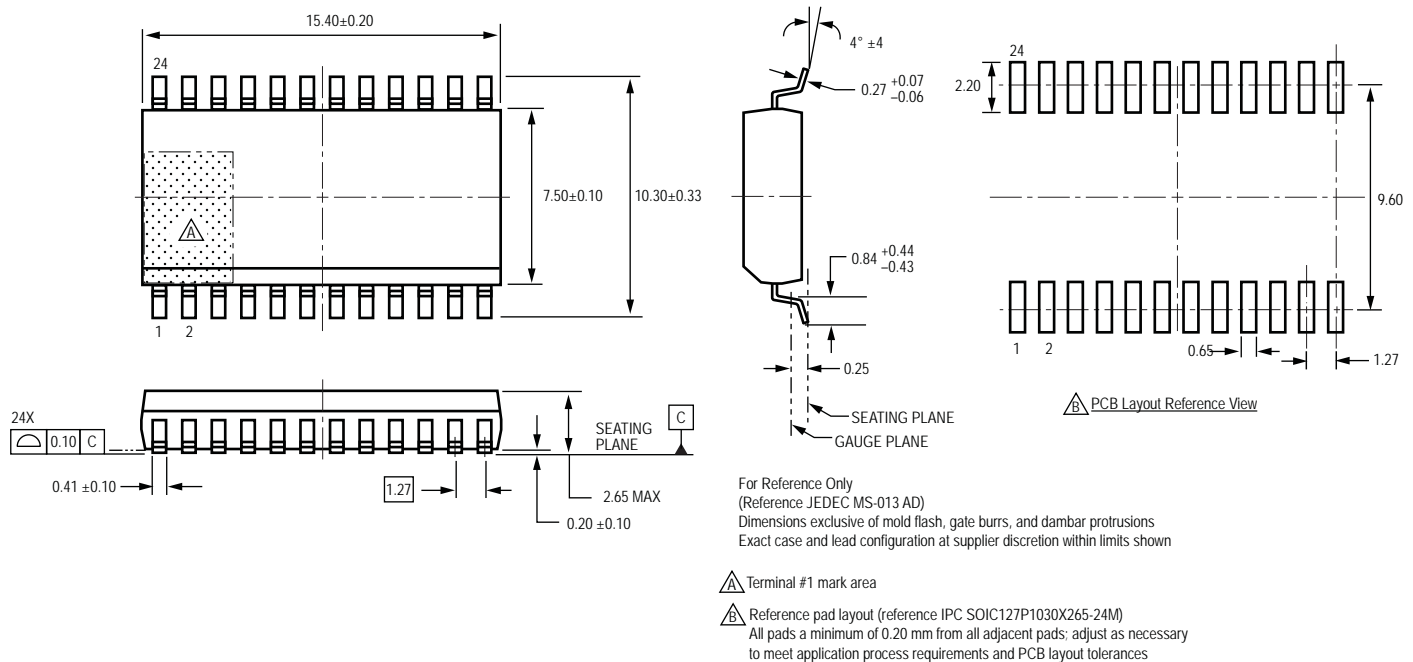 15.40±0.20
24
7.50±0.10
10.30±0.33
A
1 2
4° ±4
0.27 +0.07
–0.06
0.84 +0.44
–0.43
0.25
SEATING PLANE
GAUGE PLANE
24
2.20
9.60
1 2
0.65
1.27
B PCB Layout Reference View
24X
0.10 C
SEATING
PLANE
C
0.41 ±0.10
1.27
2.65 MAX
0.20 ±0.10
For Reference Only
(Reference JEDEC MS-013 AD)
Dimensions exclusive of mold flash, gate burrs, and dambar protrusions
Exact case and lead configuration at supplier discretion within limits shown
A Terminal #1 mark area
B Reference pad layout (reference IPC SOIC127P1030X265-24M)
All pads a minimum of 0.20 mm from all adjacent pads; adjust as necessary
to meet application process requirements and PCB layout tolerances